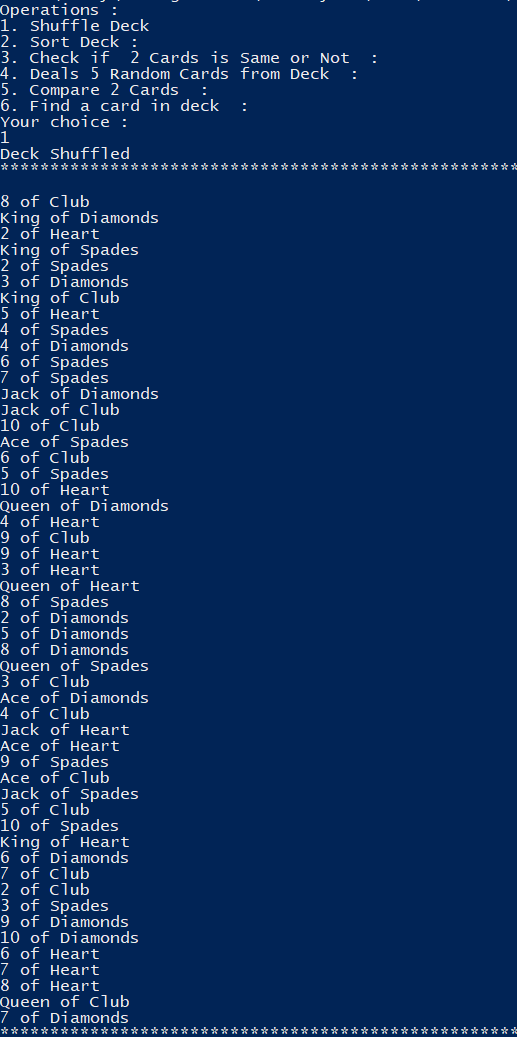 Operations :
1. Shuffle Deck
2. Sort Deck :
3. Check if  2 Cards is Same or Not  :
4. Deals 5 Random Cards from Deck  :
5. Compare 2 Cards  :
6. Find a card in deck  :
Your choice :
1
Deck Shuffled
****************************************************
8 of Club
King of Diamonds
2 of Heart
King of Spades
2 of Spades
3 of Diamonds
King of Club
5 of Heart
4 of Spades
4 of Diamonds
6 of Spades
7 of Spades
Jack of Diamonds
Jack of Club
10 of Club
Ace of Spades
6 of Club
5 of Spades
10 of Heart
Queen of Diamonds
4 of Heart
9 of Club
9 of Heart
3 of Heart
Queen of Heart
8 of Spades
2 of Diamonds
5 of Diamonds
8 of Diamonds
Queen of Spades
3 of Club
Ace of Diamonds
4 of Club
Jack of Heart
Ace of Heart
9 of Spades
Ace of Club
Jack of Spades
5 of Club
10 of Spades
King of Heart
6 of Diamonds
7 of Club
2 of Club
3 of Spades
9 of Diamonds
10 of Diamonds
6 of Heart
7 of Heart
8 of Heart
Queen of Club
7 of Diamonds
****************************************************